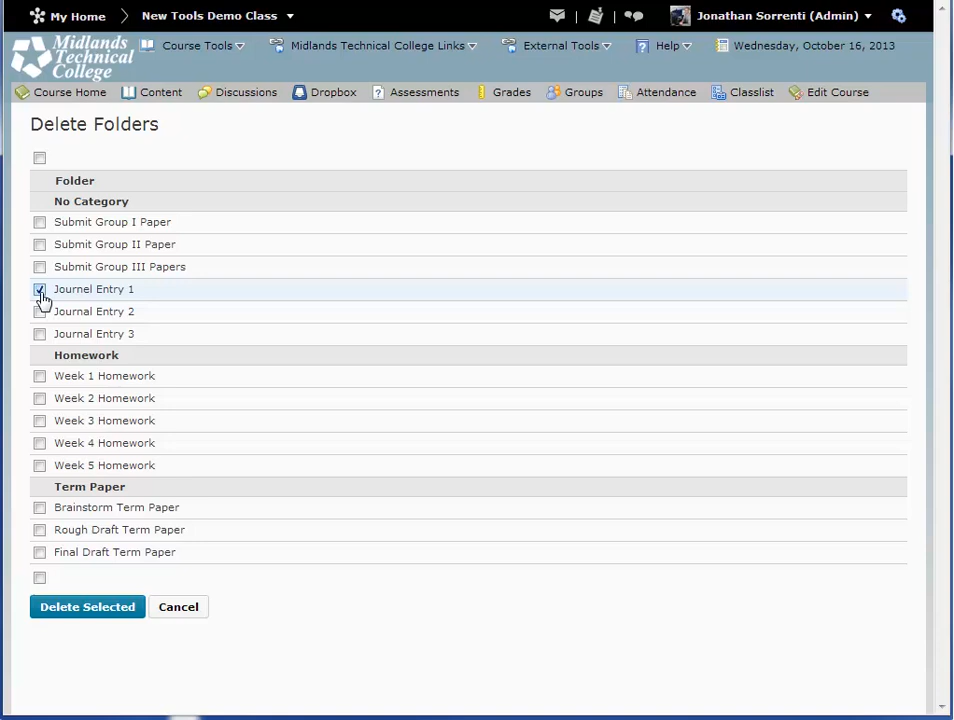 My Home
New Tools Demo Class
Jonathan Sorrenti (Admin)
Midlands
Technical
College
Course Tools
Midlands Technical College Links
External Tools
Help
Wednesday, October 16, 2013
Course Home
Content
Discussions
Dropbox
Assessments
Grades
Groups
Attendance
Classlist
Edit Course
Delete Folders
Folder
No Category
Submit Group I Paper
Submit Group II Paper
Submit Group III Papers
Journel Entry 1
Journal Entry 2
Journal Entry 3
Homework
Week 1 Homework
Week 2 Homework
Week 3 Homework
Week 4 Homework
Week 5 Homework
Term Paper
Brainstorm Term Paper
Rough Draft Term Paper
Final Draft Term Paper
Delete Selected
Cancel